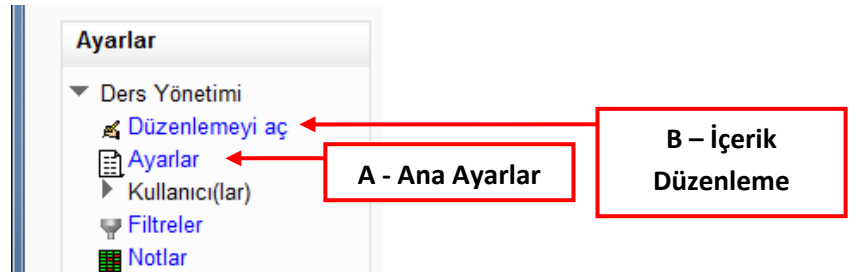 Ayarlar
Ders Yönetimi
Düzenlemeyi aç
Ayarlar
Kullanıcı(lar)
Filtreler
Notlar
A - Ana Ayarlar
B – İçerik
Düzenleme